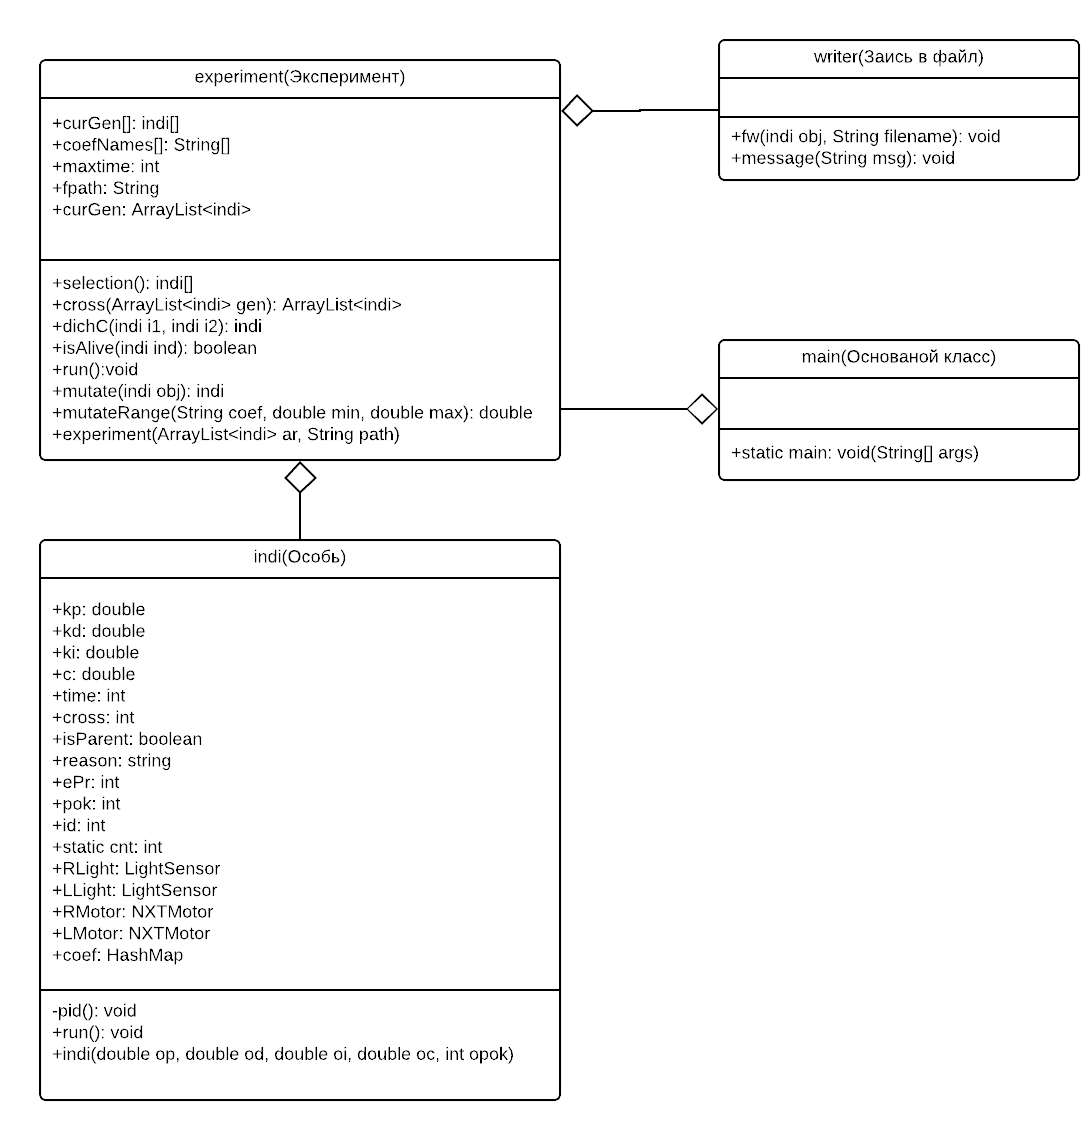 experiment(Эксперимент)
+curGen[]: indi[]
+coefNames[]: String[]
+maxtime: int
+fpath: String
+curGen: ArrayList<indi>
+selection(): indi[]
+cross(ArrayList<indi> gen): ArrayList<indi>
+dichC(indi i1, indi i2): indi
+isAlive(indi ind): boolean
+run():void
+mutate(indi obj): indi
+mutateRange(String coef, double min, double max): double
+experiment(ArrayList<indi> ar, String path)
writer(Заись в файл)
+fw(indi obj, String filename): void
+message(String msg): void
main(Основаной класс)
+static main: void(String[] args)
indi(Особь)
+kp: double
+kd: double
+ki: double
+c: double
+time: int
+cross: int
+isParent: boolean
+reason: string
+ePr: int
+pok: int
+id: int
+static cnt: int
+RLight: LightSensor
+LLight: LightSensor
+RMotor: NXTMotor
+LMotor: NXTMotor
+coef: HashMap
-pid(): void
+run(): void
+indi(double op, double od, double oi, double oc, int opok)